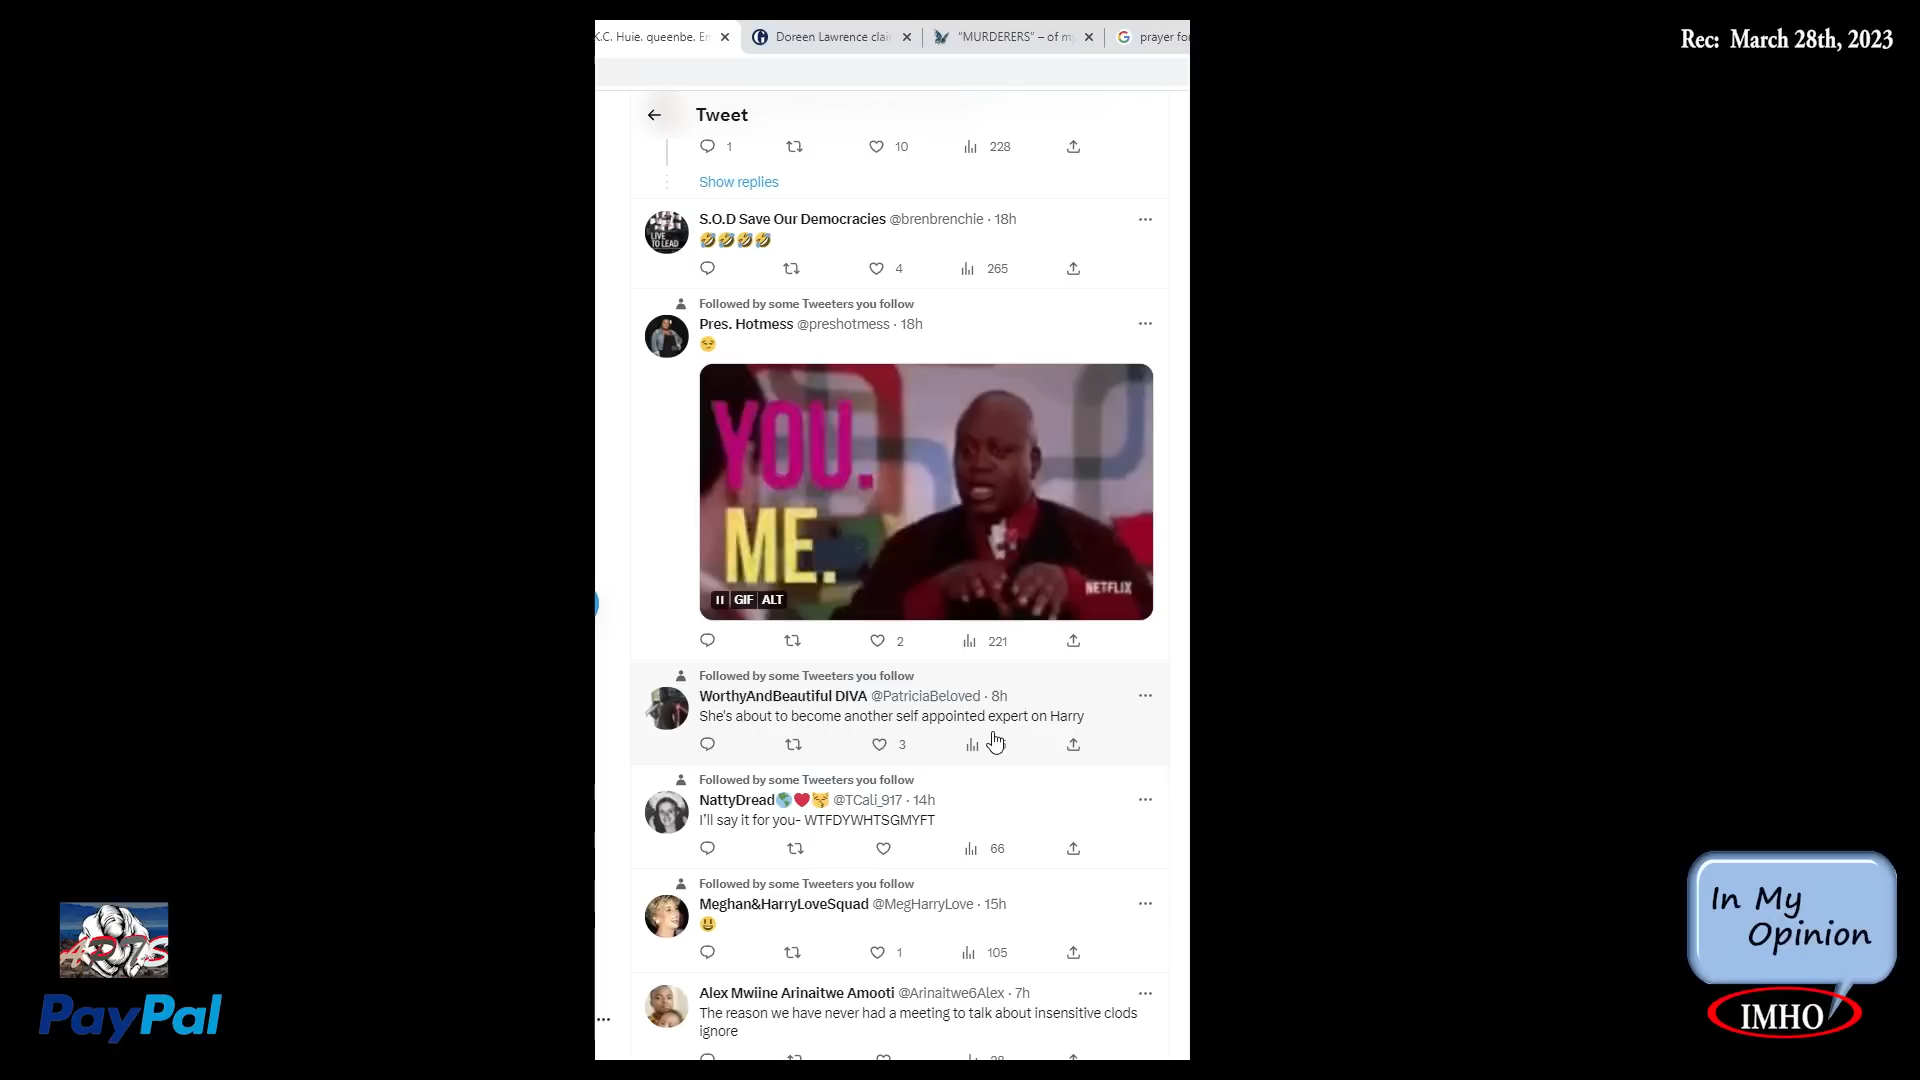 K.C. Huie. queenbe. En
Doreen Lawrence clai
"MURDERERS" – of my
prayer for
Rec: March 28th, 2023
Tweet
1 10 228
Show replies
S.O.D Save Our Democracies @brenbrenchie · 18h
🤣🤣🤣🤣
4 265
Followed by some Tweeters you follow
Pres. Hotmess @preshotmess · 18h
😏
YOU.
ME.
NETFLIX
GIF ALT
2 221
Followed by some Tweeters you follow
WorthyAndBeautiful DIVA @PatriciaBeloved · 8h
She's about to become another self appointed expert on Harry
3
Followed by some Tweeters you follow
NattyDread🌎❤️😽 @TCali_917 · 14h
I'll say it for you- WTFDYWHTSGMYFT
66
Followed by some Tweeters you follow
Meghan&HarryLoveSquad @MegHarryLove · 15h
😃
1 105
Alex Mwiine Arinaitwe Amooti @Arinaitwe6Alex · 7h
The reason we have never had a meeting to talk about insensitive clods
ignore
PayPal
In My
Opinion
IMHO